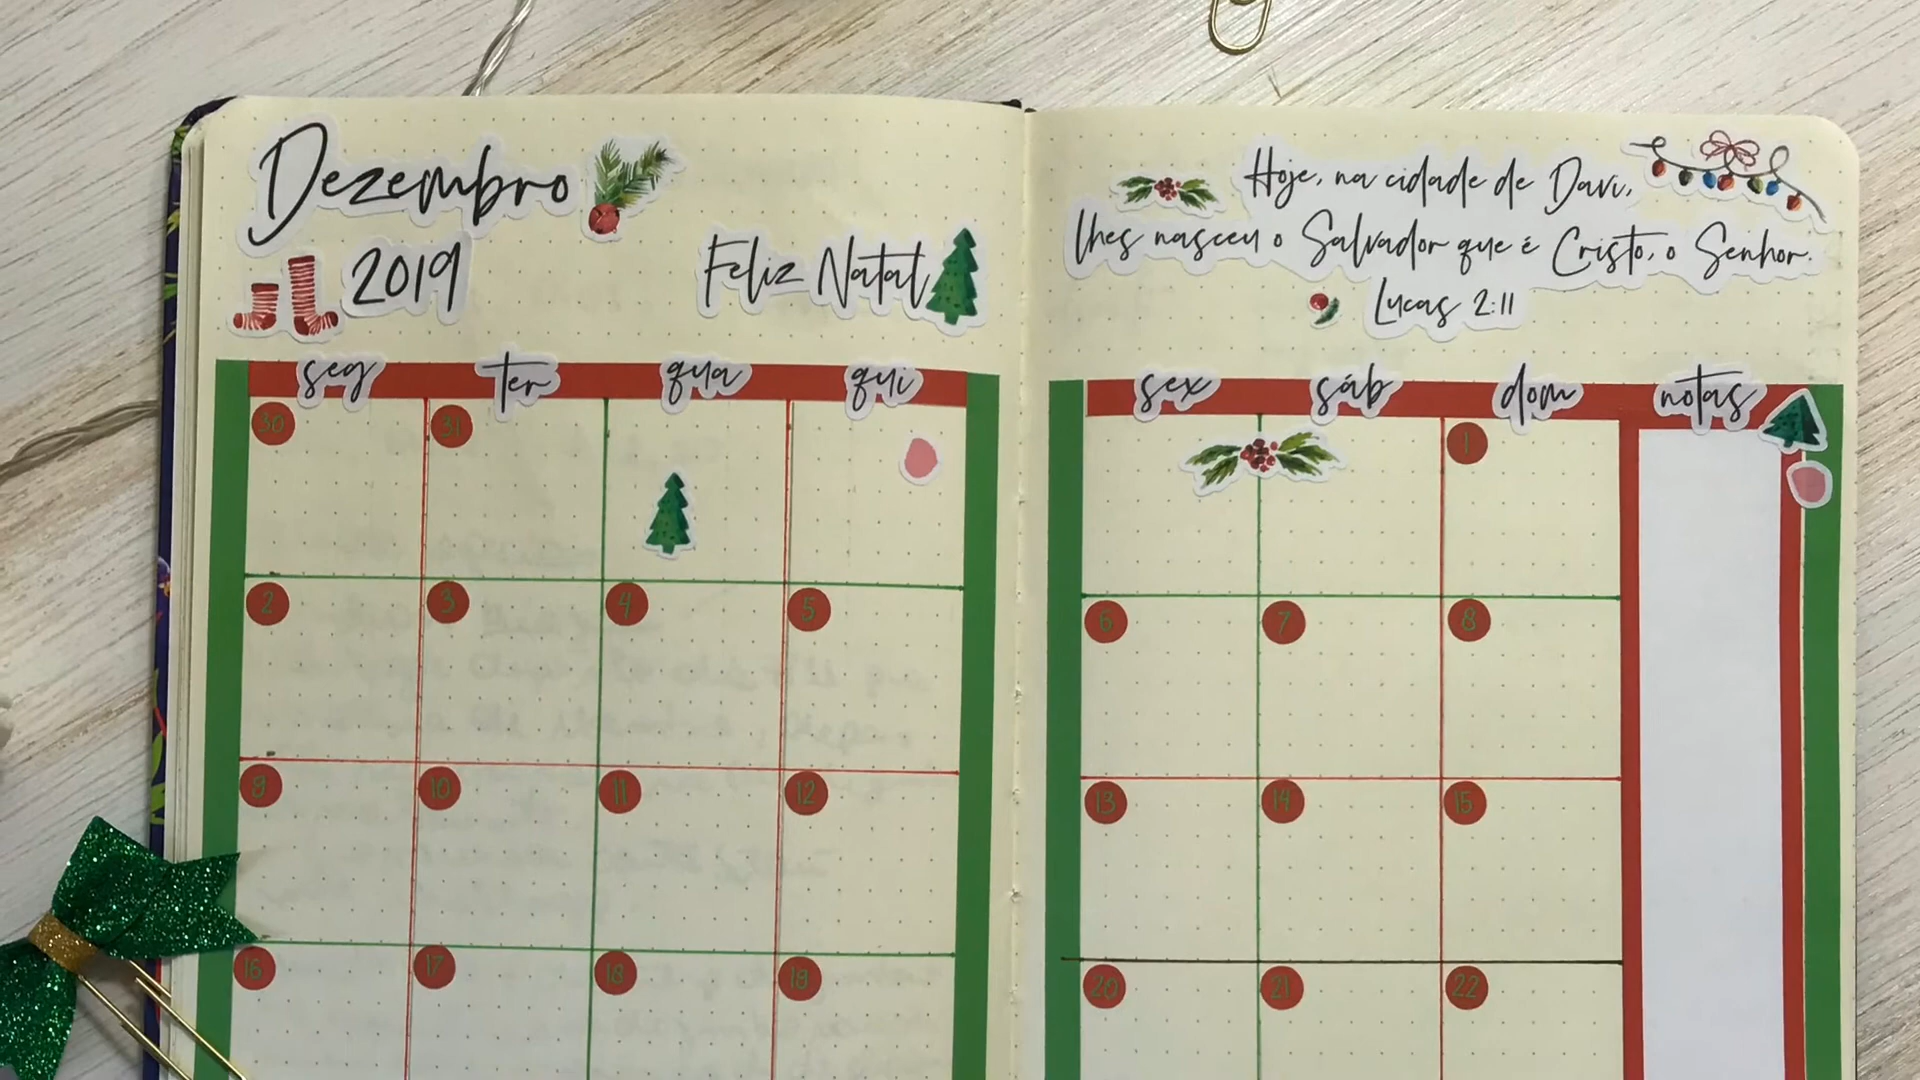 Dezembro
2019
Feliz Natal
seg ter qua qui
30 31
2 3 4 5
9 10 11 12
16 17 18 19
Hoje, na cidade de Davi,
lhes nasceu o Salvador que é Cristo, o Senhor.
Lucas 2:11
sex sáb dom notas
1
6 7 8
13 14 15
20 21 22